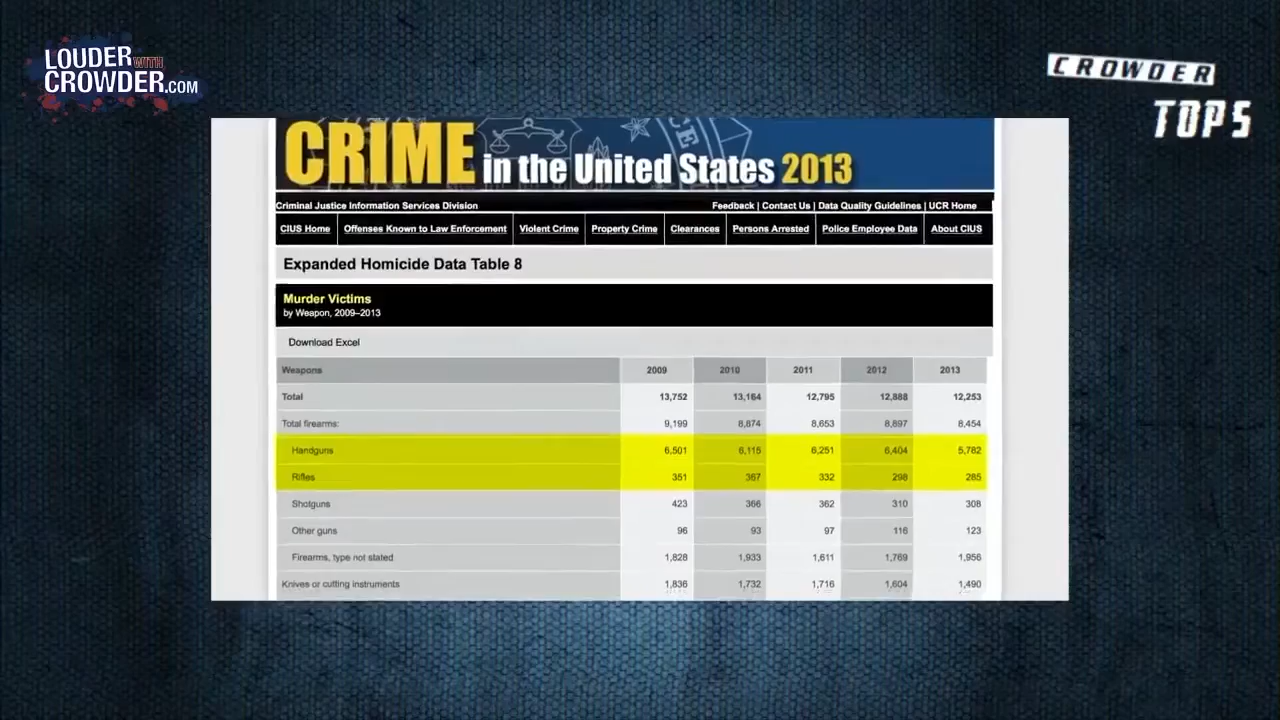 LOUDER WITH
CROWDER.COM
CROWDER
TOP 5
CRIME in the United States 2013
Criminal Justice Information Services Division Feedback | Contact Us | Data Quality Guidelines | UCR Home
CIUS Home Offenses Known to Law Enforcement Violent Crime Property Crime Clearances Persons Arrested Police Employee Data About CIUS
Expanded Homicide Data Table 8
Murder Victims
by Weapon, 2009–2013
Download Excel
Weapons 2009 2010 2011 2012 2013
Total 13,752 13,164 12,795 12,888 12,253
Total firearms: 9,199 8,874 8,653 8,897 8,454
Handguns 6,501 6,115 6,251 6,404 5,782
Rifles 351 367 332 298 285
Shotguns 423 366 362 310 308
Other guns 96 93 97 116 123
Firearms, type not stated 1,828 1,933 1,611 1,769 1,956
Knives or cutting instruments 1,836 1,732 1,716 1,604 1,490